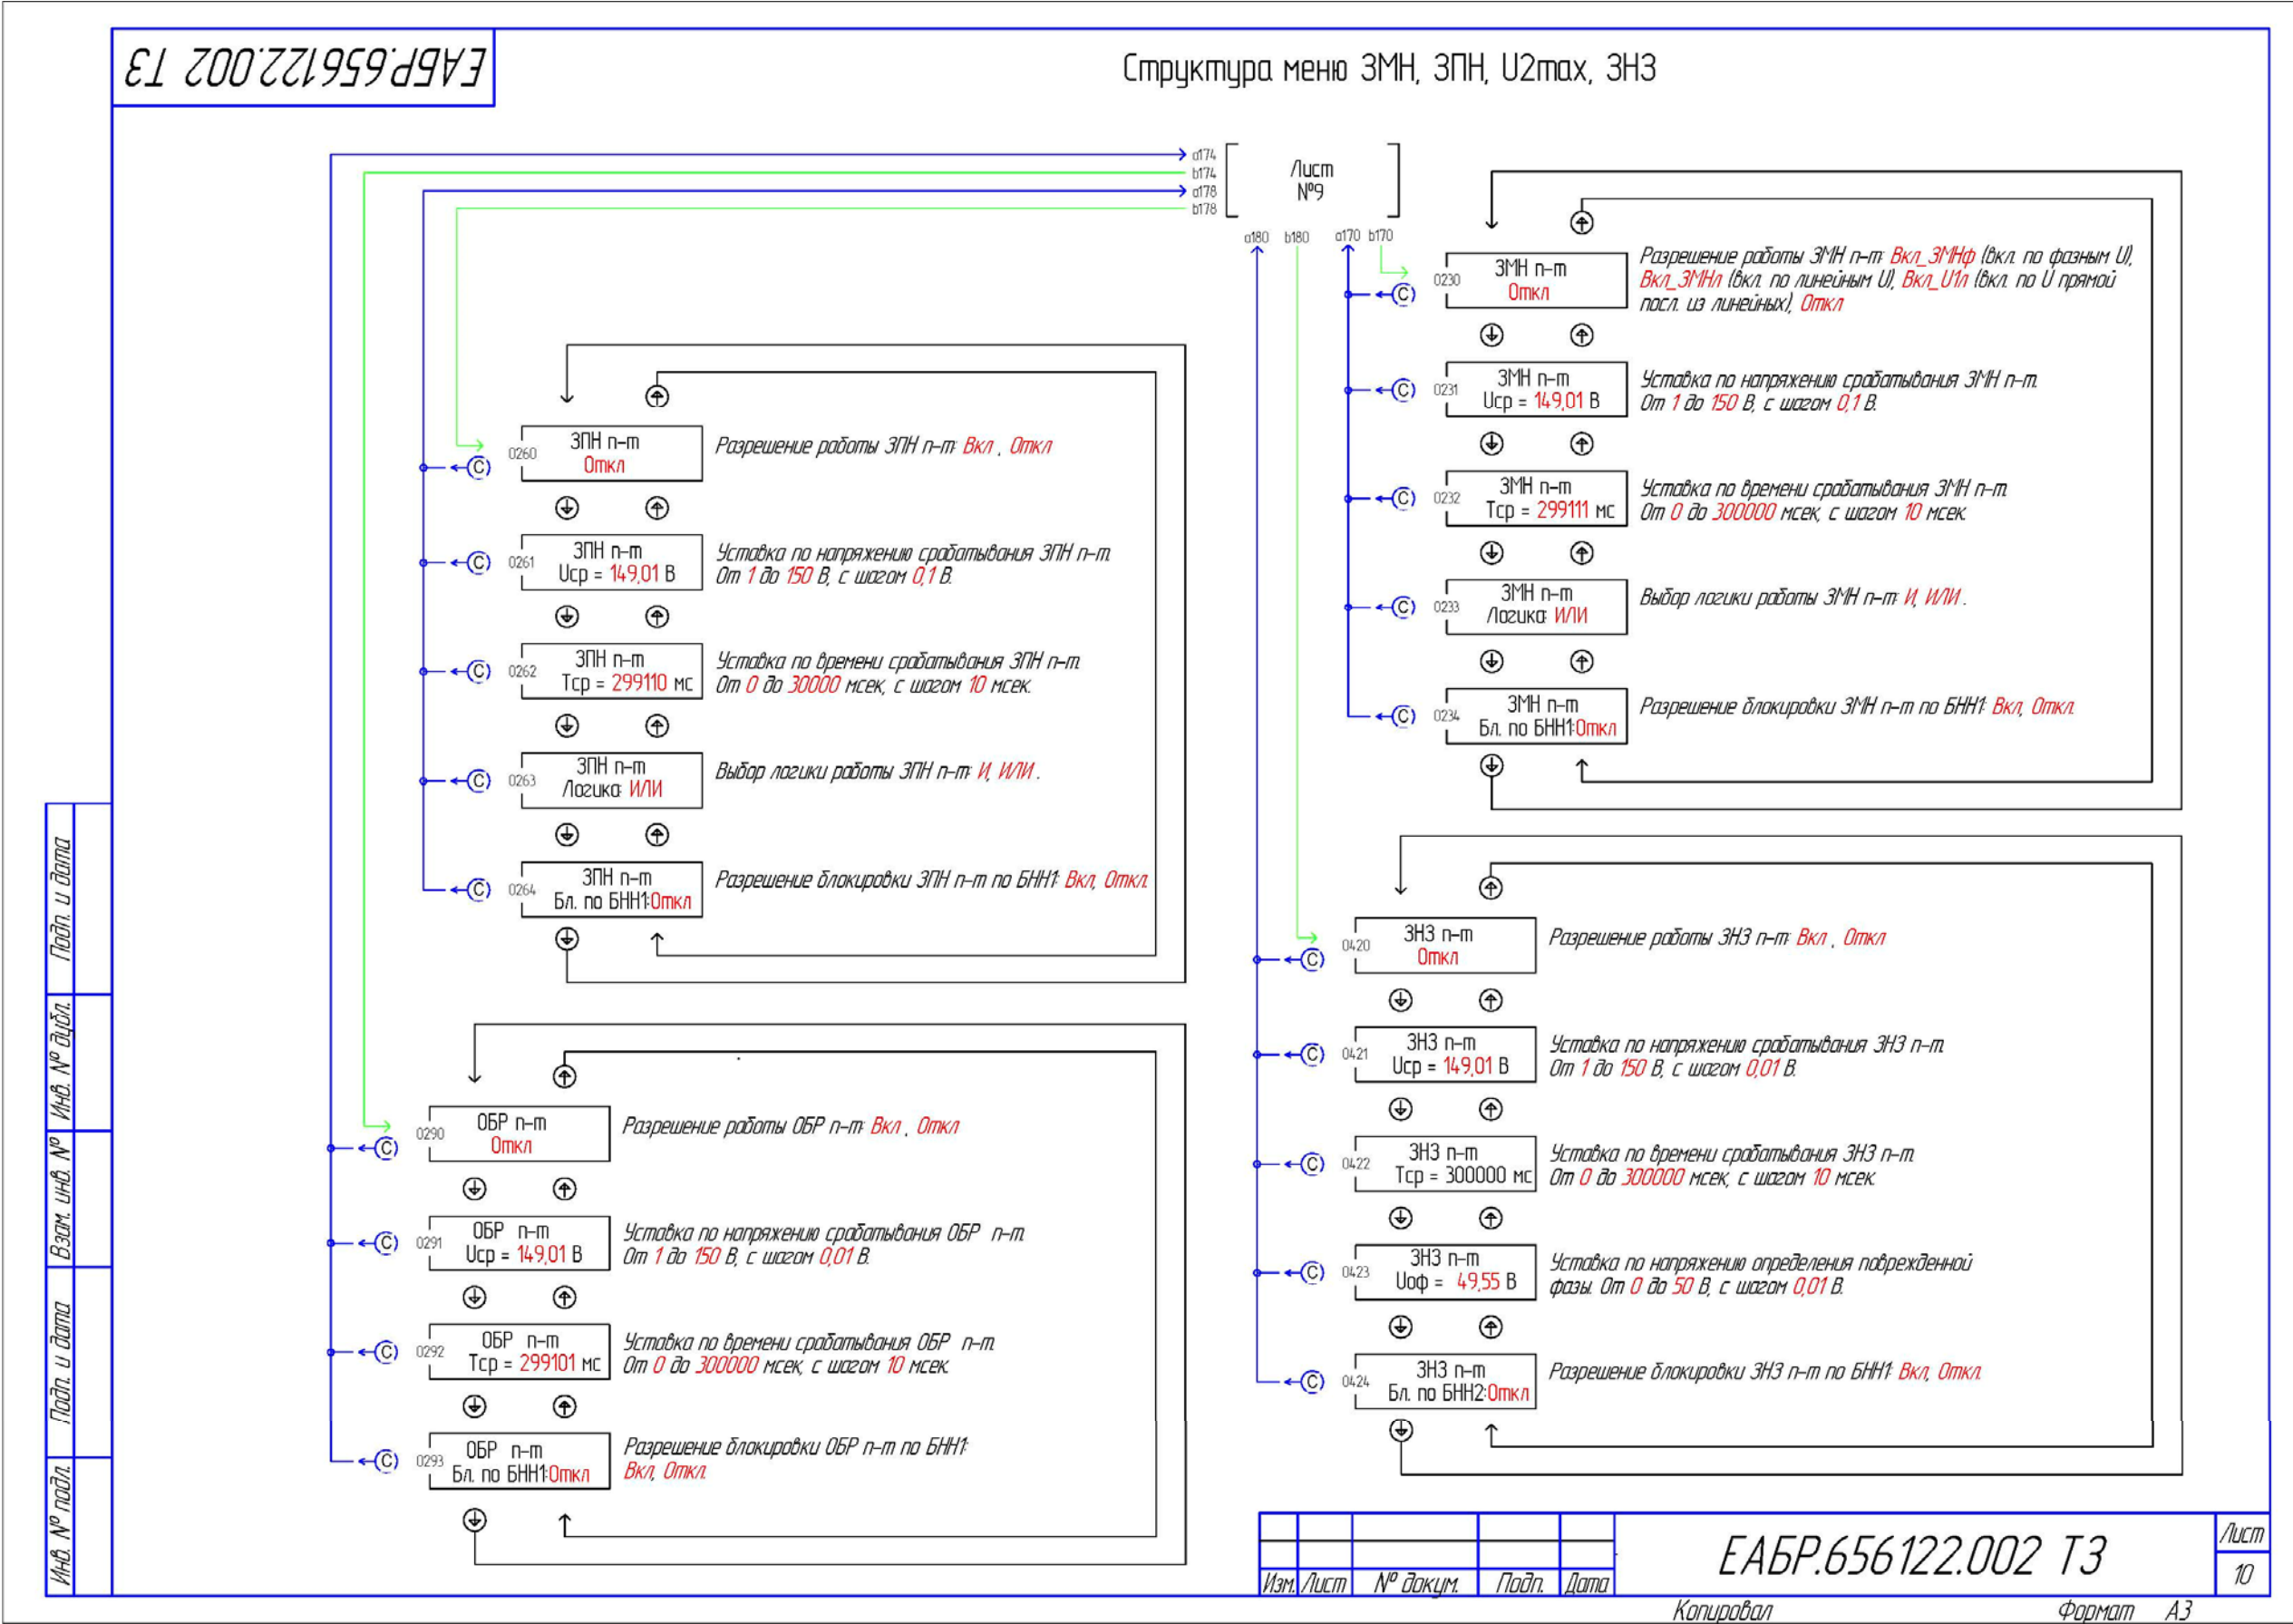 ЕАБР.656122.002 ТЗ
Структура меню ЗМН, ЗПН, U2max, ЗНЗ
a174
b174
a178
b178
Лист
№9
a180 b180 a170 b170
0230
ЗМН n-m
Откл
Разрешение работы ЗМН n-m: Вкл_ЗМНф (вкл. по фазным U),
Вкл_ЗМНл (вкл. по линейным U), Вкл_U1л (вкл. по U прямой
посл. из линейных), Откл
С
0231
ЗМН n-m
Uср = 149,01 В
Уставка по напряжению срабатывания ЗМН n-m.
От 1 до 150 В, с шагом 0,1 В.
С
0232
ЗМН n-m
Tср = 299111 мс
Уставка по времени срабатывания ЗМН n-m.
От 0 до 300000 мсек, с шагом 10 мсек.
С
0233
ЗМН n-m
Логика: ИЛИ
Выбор логики работы ЗМН n-m: И, ИЛИ .
С
0234
ЗМН n-m
Бл. по БНН1:Откл
Разрешение блокировки ЗМН n-m по БНН1: Вкл, Откл.
С
0260
ЗПН n-m
Откл
Разрешение работы ЗПН n-m: Вкл , Откл
С
0261
ЗПН n-m
Uср = 149,01 В
Уставка по напряжению срабатывания ЗПН n-m.
От 1 до 150 В, с шагом 0,1 В.
С
0262
ЗПН n-m
Tср = 299110 мс
Уставка по времени срабатывания ЗПН n-m.
От 0 до 30000 мсек, с шагом 10 мсек.
С
0263
ЗПН n-m
Логика: ИЛИ
Выбор логики работы ЗПН n-m: И, ИЛИ .
С
0264
ЗПН n-m
Бл. по БНН1:Откл
Разрешение блокировки ЗПН n-m по БНН1: Вкл, Откл.
С
0290
ОБР n-m
Откл
Разрешение работы ОБР n-m: Вкл , Откл
С
0291
ОБР n-m
Uср = 149,01 В
Уставка по напряжению срабатывания ОБР n-m.
От 1 до 150 В, с шагом 0,01 В.
С
0292
ОБР n-m
Tср = 299101 мс
Уставка по времени срабатывания ОБР n-m.
От 0 до 300000 мсек, с шагом 10 мсек.
С
0293
ОБР n-m
Бл. по БНН1:Откл
Разрешение блокировки ОБР n-m по БНН1:
Вкл, Откл.
С
0420
ЗНЗ n-m
Откл
Разрешение работы ЗНЗ n-m: Вкл , Откл
С
0421
ЗНЗ n-m
Uср = 149,01 В
Уставка по напряжению срабатывания ЗНЗ n-m.
От 1 до 150 В, с шагом 0,01 В.
С
0422
ЗНЗ n-m
Tср = 300000 мс
Уставка по времени срабатывания ЗНЗ n-m.
От 0 до 300000 мсек, с шагом 10 мсек.
С
0423
ЗНЗ n-m
Uоф = 49,55 В
Уставка по напряжению определения поврежденной
фазы. От 0 до 50 В, с шагом 0,01 В.
С
0424
ЗНЗ n-m
Бл. по БНН2:Откл
Разрешение блокировки ЗНЗ n-m по БНН1: Вкл, Откл.
С
Подп. и дата
Инв. № дубл.
Взам. инв. №
Подп. и дата
Инв. № подл.
Изм. Лист № докум. Подп. Дата
ЕАБР.656122.002 ТЗ
Лист
10
Копировал Формат А3